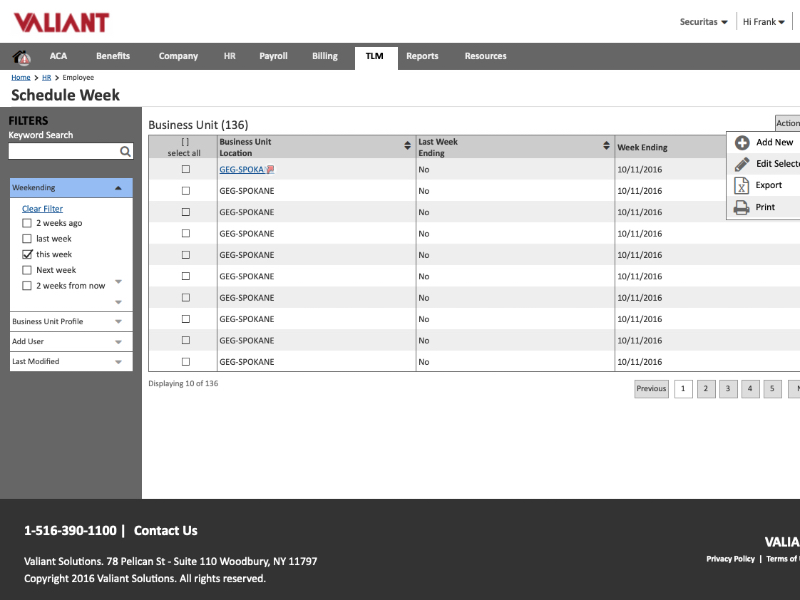 VALIANT
Securitas
Hi Frank
ACA Benefits Company HR Payroll Billing TLM Reports Resources
Home > HR > Employee
Schedule Week
FILTERS
Keyword Search
Weekending
Clear Filter
2 weeks ago
last week
this week
Next week
2 weeks from now
Business Unit Profile
Add User
Last Modified
Business Unit (136)
Action
[ ] select all
Business Unit Location
Last Week Ending
Week Ending
GEG-SPOKA No 10/11/2016
GEG-SPOKANE No 10/11/2016
GEG-SPOKANE No 10/11/2016
GEG-SPOKANE No 10/11/2016
GEG-SPOKANE No 10/11/2016
GEG-SPOKANE No 10/11/2016
GEG-SPOKANE No 10/11/2016
GEG-SPOKANE No 10/11/2016
GEG-SPOKANE No 10/11/2016
GEG-SPOKANE No 10/11/2016
Add New
Edit Selecte
Export
Print
Displaying 10 of 136
Previous 1 2 3 4 5
1-516-390-1100 | Contact Us
Valiant Solutions. 78 Pelican St - Suite 110 Woodbury, NY 11797
Copyright 2016 Valiant Solutions. All rights reserved.
VALIA
Privacy Policy | Terms of